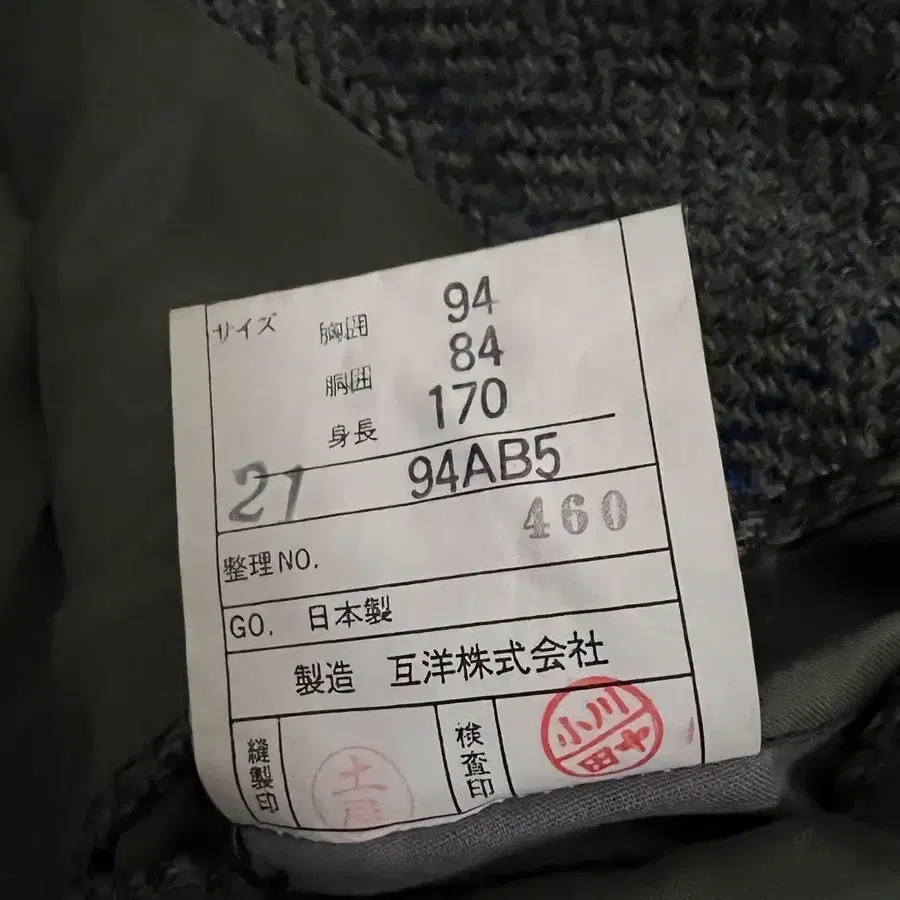 サイズ 胸囲 94
胴囲 84
身長 170
21 94AB5
460
整理NO.
GO. 日本製
製造 互洋株式会社
縫製印 土屋
検査印 小川